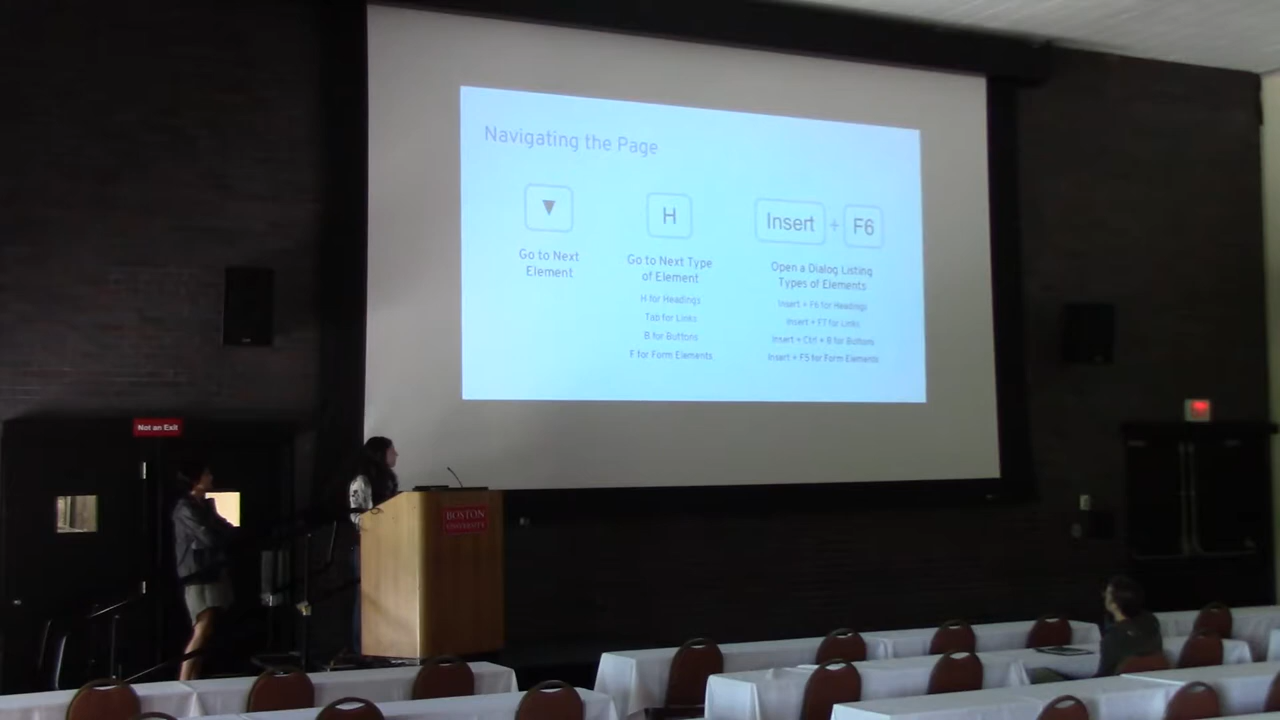 Navigating the Page
▼
Go to Next
Element
H
Go to Next Type
of Element
H for Headings
Tab for Links
B for Buttons
F for Form Elements
Insert + F6
Open a Dialog Listing
Types of Elements
Insert + F6 for Headings
Insert + F7 for Links
Insert + Ctrl + B for Buttons
Insert + F5 for Form Elements
Not an Exit
BOSTON
UNIVERSITY